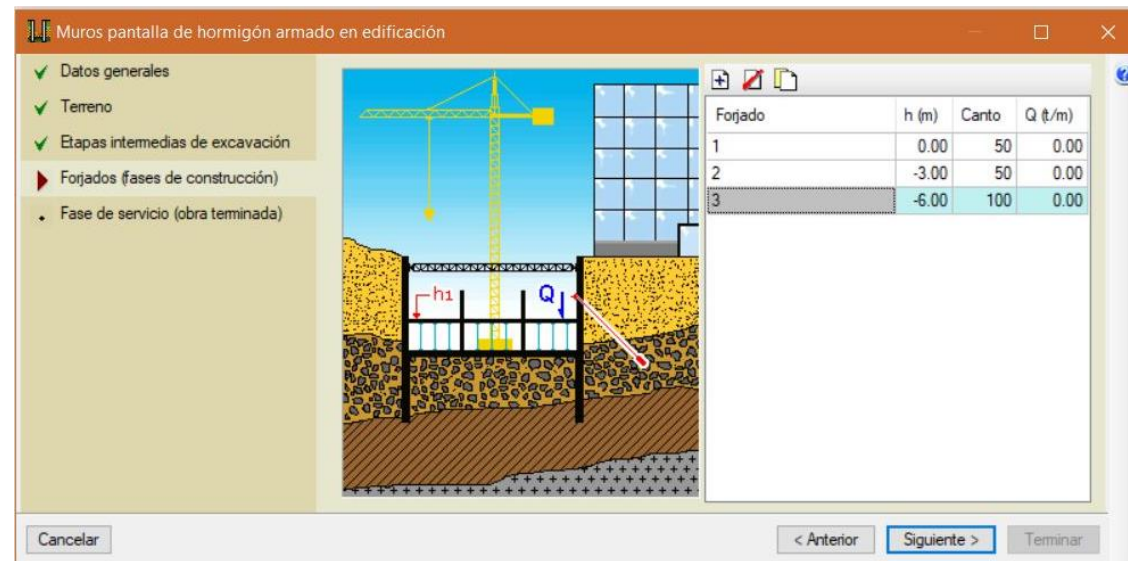 Muros pantalla de hormigón armado en edificación
Datos generales
Terreno
Etapas intermedias de excavación
Forjados (fases de construcción)
Fase de servicio (obra terminada)
h1
Q
Forjado h (m) Canto Q (t/m)
1 0.00 50 0.00
2 -3.00 50 0.00
3 -6.00 100 0.00
Cancelar
< Anterior
Siguiente >
Terminar